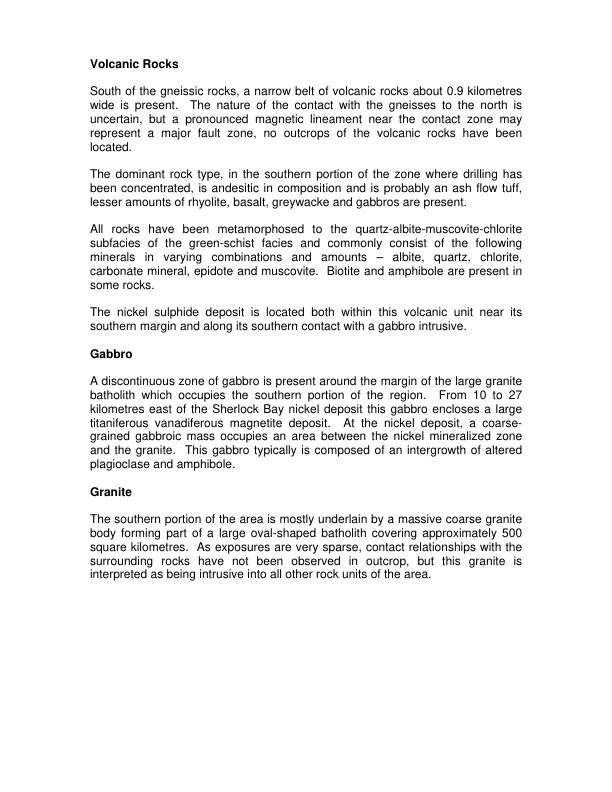 Volcanic Rocks
South of the gneissic rocks, a narrow belt of volcanic rocks about 0.9 kilometres
wide is present. The nature of the contact with the gneisses to the north is
uncertain, but a pronounced magnetic lineament near the contact zone may
represent a major fault zone, no outcrops of the volcanic rocks have been
located.
The dominant rock type, in the southern portion of the zone where drilling has
been concentrated, is andesitic in composition and is probably an ash flow tuff,
lesser amounts of rhyolite, basalt, greywacke and gabbros are present.
All rocks have been metamorphosed to the quartz-albite-muscovite-chlorite
subfacies of the green-schist facies and commonly consist of the following
minerals in varying combinations and amounts – albite, quartz, chlorite,
carbonate mineral, epidote and muscovite. Biotite and amphibole are present in
some rocks.
The nickel sulphide deposit is located both within this volcanic unit near its
southern margin and along its southern contact with a gabbro intrusive.
Gabbro
A discontinuous zone of gabbro is present around the margin of the large granite
batholith which occupies the southern portion of the region. From 10 to 27
kilometres east of the Sherlock Bay nickel deposit this gabbro encloses a large
titaniferous vanadiferous magnetite deposit. At the nickel deposit, a coarse-
grained gabbroic mass occupies an area between the nickel mineralized zone
and the granite. This gabbro typically is composed of an intergrowth of altered
plagioclase and amphibole.
Granite
The southern portion of the area is mostly underlain by a massive coarse granite
body forming part of a large oval-shaped batholith covering approximately 500
square kilometres. As exposures are very sparse, contact relationships with the
surrounding rocks have not been observed in outcrop, but this granite is
interpreted as being intrusive into all other rock units of the area.